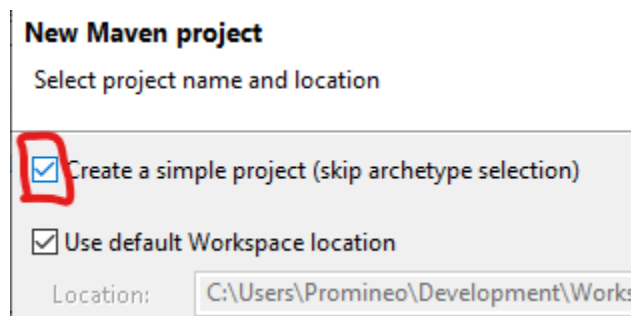 New Maven project
Select project name and location
Create a simple project (skip archetype selection)
Use default Workspace location
Location: C:\Users\Promineo\Development\Works